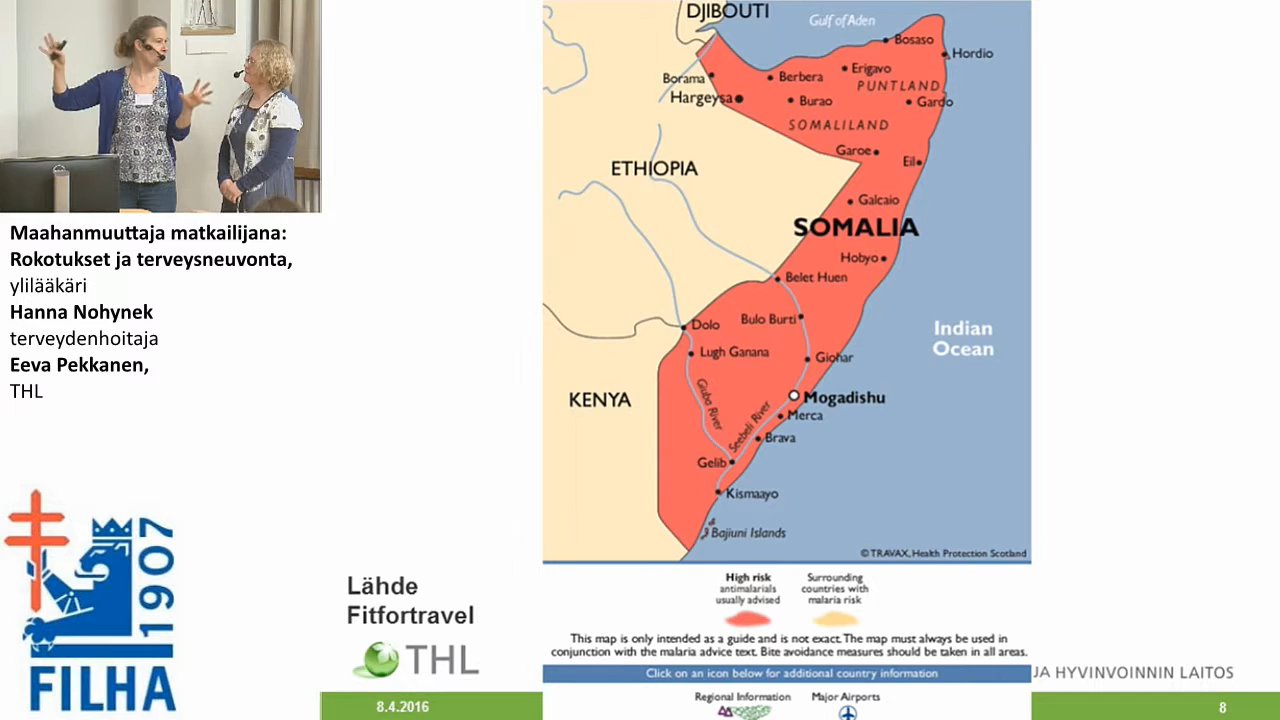 Maahanmuuttaja matkailijana:
Rokotukset ja terveysneuvonta,
ylilääkäri
Hanna Nohynek
terveydenhoitaja
Eeva Pekkanen,
THL
1907
FILHA
Lähde
Fitfortravel
THL
8.4.2016
DJIBOUTI
Gulf of Aden
Bosaso
Hordio
Borama
Berbera
Erigavo
PUNTLAND
Hargeysa
Burao
Gardo
SOMALILAND
Garoe
Eil
ETHIOPIA
Galcaio
SOMALIA
Hobyo
Belet Huen
Dolo
Bulo Burti
Indian
Ocean
Lugh Ganana
Giohar
KENYA
Giuba River
Seebeli River
Mogadishu
Merca
Brava
Gelib
Kismaayo
Bajiuni Islands
© TRAVAX, Health Protection Scotland
High risk
antimalarials
usually advised
Surrounding
countries with
malaria risk
This map is only intended as a guide and is not exact. The map must always be used in
conjunction with the malaria advice text. Bite avoidance measures should be taken in all areas.
Click on an icon below for additional country information
Regional Information
Major Airports
JA HYVINVOINNIN LAITOS
8